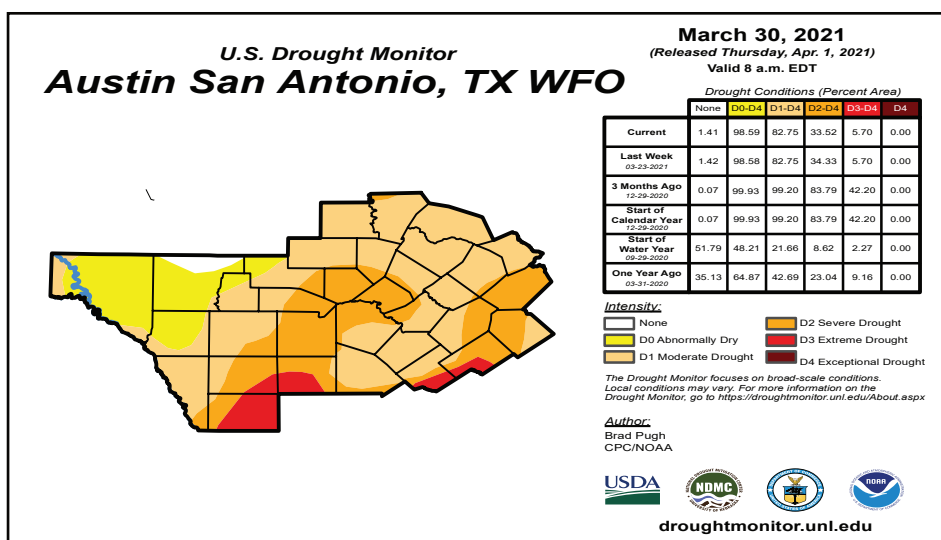 U.S. Drought Monitor
Austin San Antonio, TX WFO
March 30, 2021
(Released Thursday, Apr. 1, 2021)
Valid 8 a.m. EDT
Drought Conditions (Percent Area)
None D0-D4 D1-D4 D2-D4 D3-D4 D4
Current 1.41 98.59 82.75 33.52 5.70 0.00
Last Week
03-23-2021 1.42 98.58 82.75 34.33 5.70 0.00
3 Months Ago
12-29-2020 0.07 99.93 99.20 83.79 42.20 0.00
Start of
Calendar Year
12-29-2020 0.07 99.93 99.20 83.79 42.20 0.00
Start of
Water Year
09-29-2020 51.79 48.21 21.66 8.62 2.27 0.00
One Year Ago
03-31-2020 35.13 64.87 42.69 23.04 9.16 0.00
Intensity:
None
D0 Abnormally Dry
D1 Moderate Drought
D2 Severe Drought
D3 Extreme Drought
D4 Exceptional Drought
The Drought Monitor focuses on broad-scale conditions.
Local conditions may vary. For more information on the
Drought Monitor, go to https://droughtmonitor.unl.edu/About.aspx
Author:
Brad Pugh
CPC/NOAA
USDA
NDMC
NOAA
droughtmonitor.unl.edu